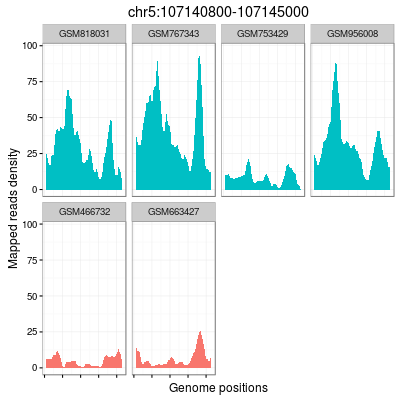 chr5:107140800-107145000
GSM818031 GSM767343 GSM753429 GSM956008
100
75
50
25
0
GSM466732 GSM663427
100
75
50
25
0
Mapped reads density
Genome positions